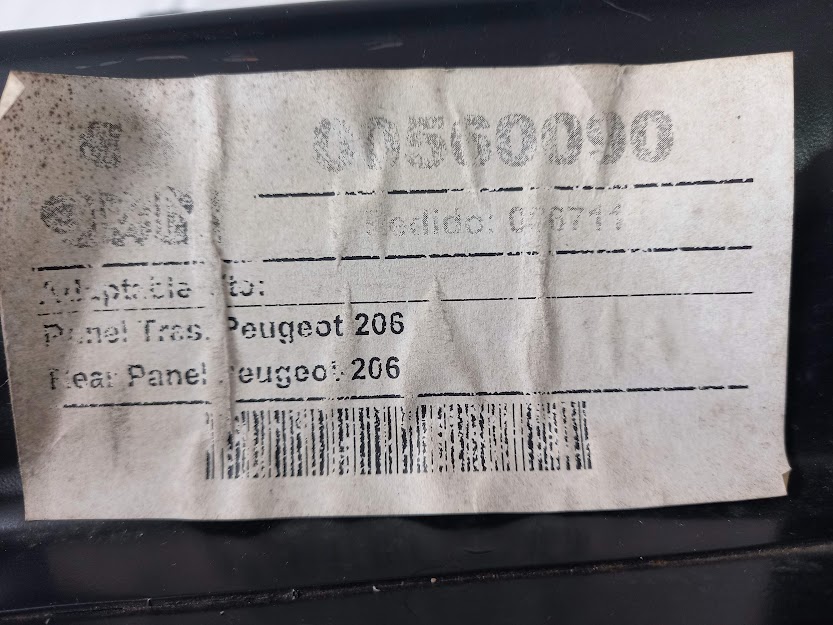 00560090
Pedido: 036711
Adaptable to:
Panel Tras. Peugeot 206
Rear Panel Peugeot 206